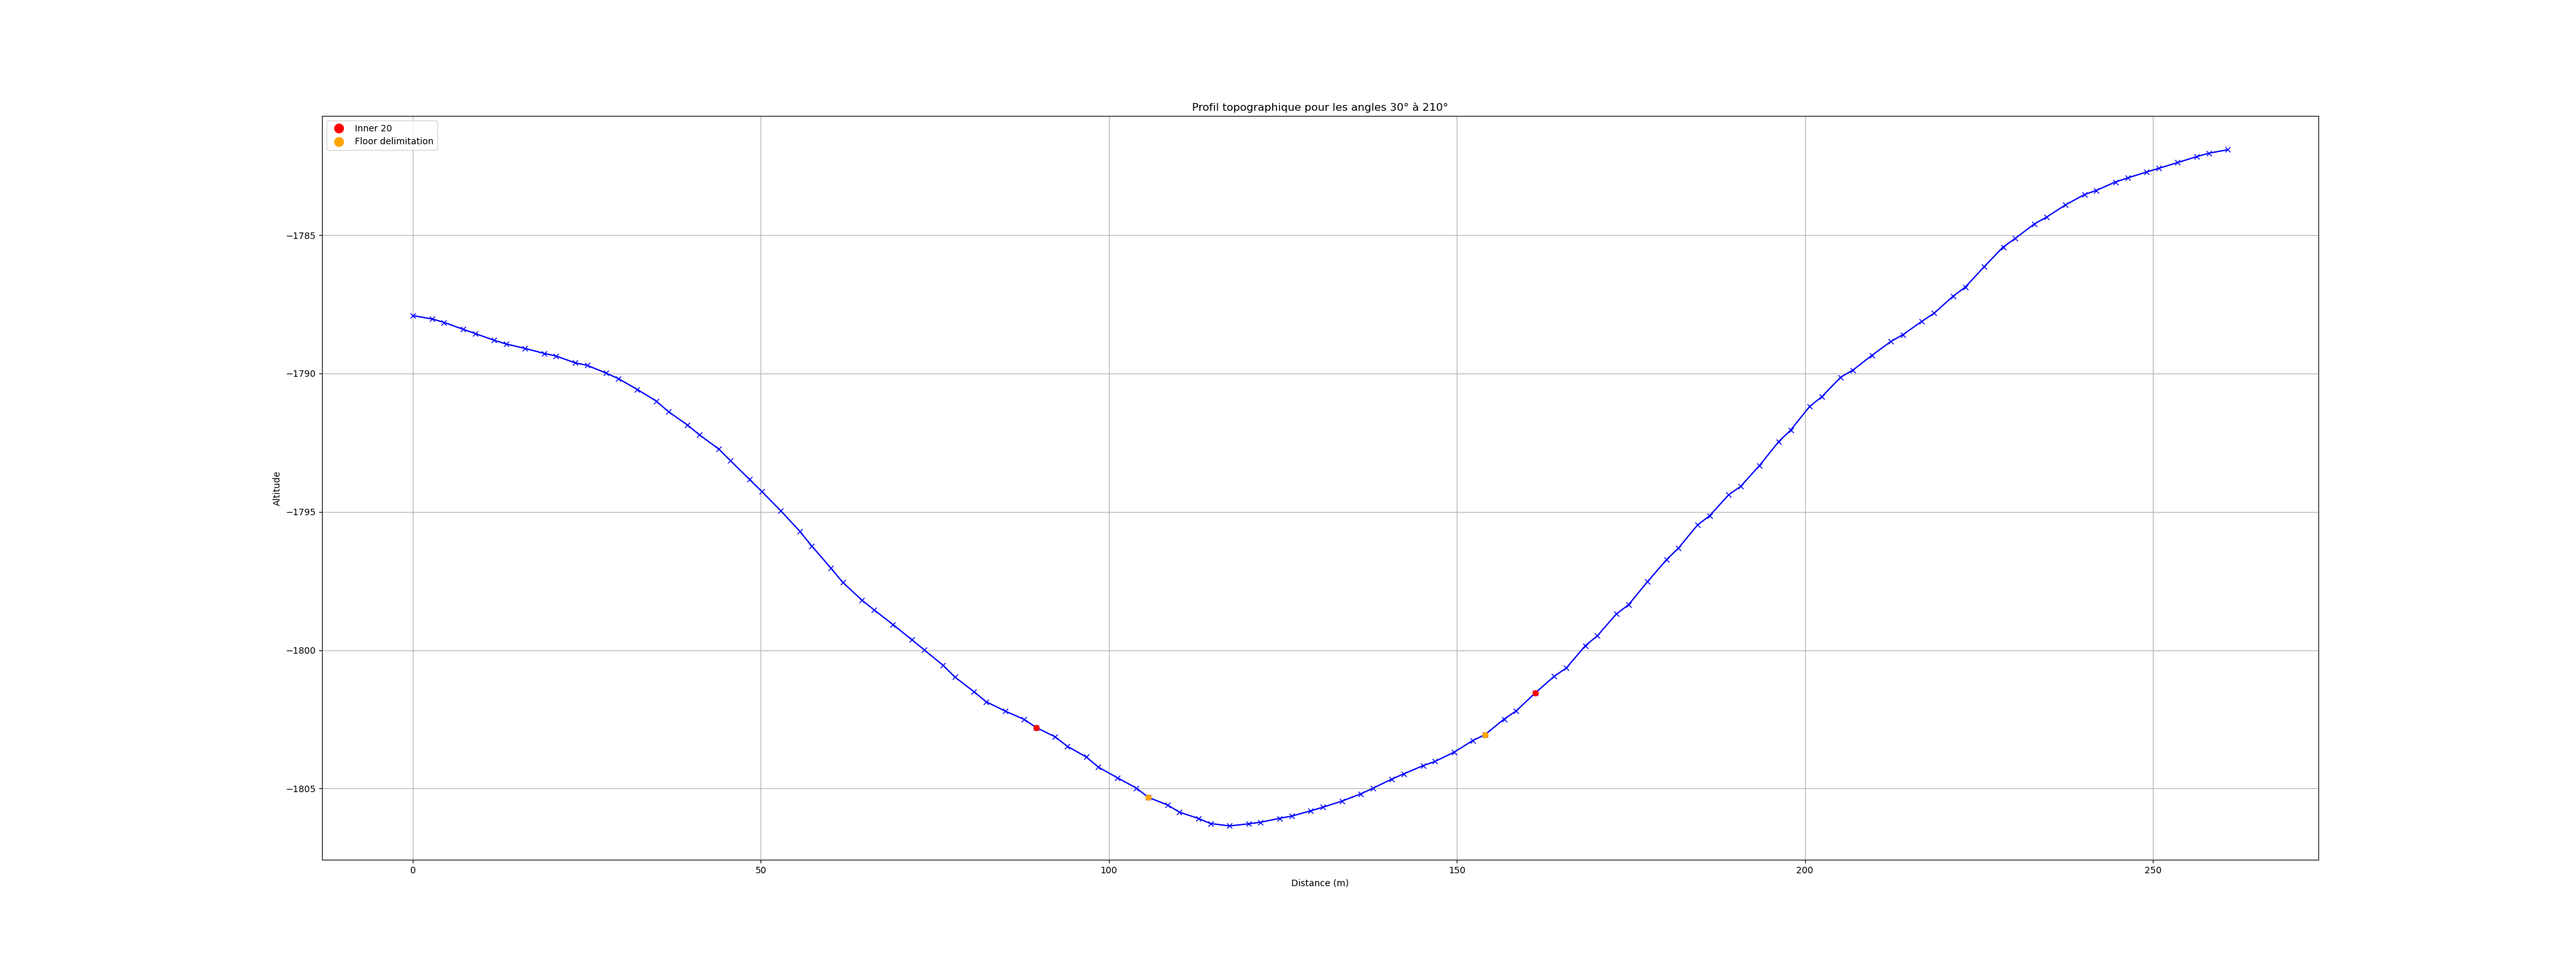 Profil topographique pour les angles 30° à 210°
Inner 20
Floor delimitation
Altitude
−1785
−1790
−1795
−1800
−1805
0 50 100 150 200 250
Distance (m)